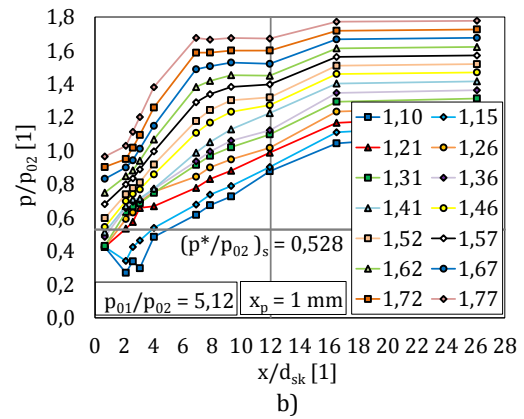 1,8
1,6
1,4
1,2
1,0
0,8
0,6
0,4
0,2
0,0
p/p02 [1]
1,10 1,15
1,21 1,26
1,31 1,36
1,41 1,46
1,52 1,57
1,62 1,67
1,72 1,77
(p*/p02 )s = 0,528
p01/p02 = 5,12 xp = 1 mm
0 2 4 6 8 10 12 14 16 18 20 22 24 26 28
x/dsk [1]
b)